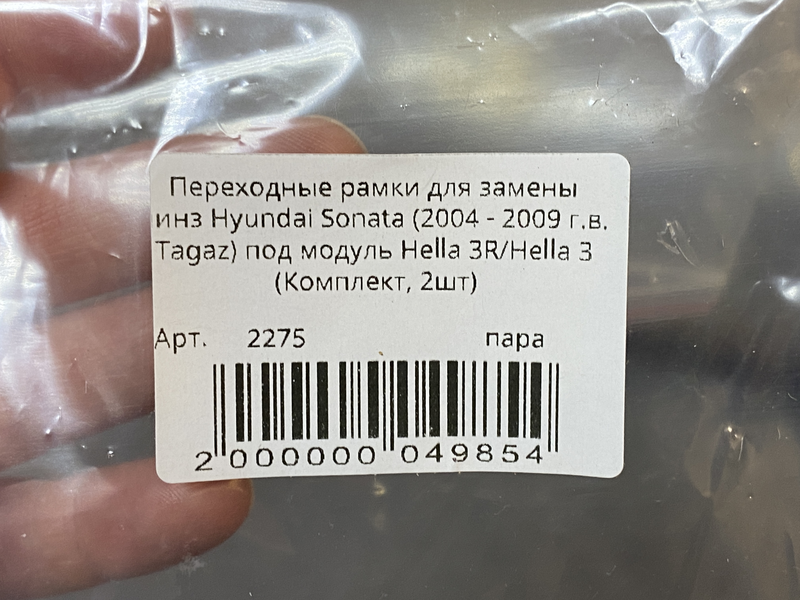 Переходные рамки для замены
инз Hyundai Sonata (2004 - 2009 г.в.
Tagaz) под модуль Hella 3R/Hella 3
(Комплект, 2шт)
Арт. 2275 пара
2 000000 049854